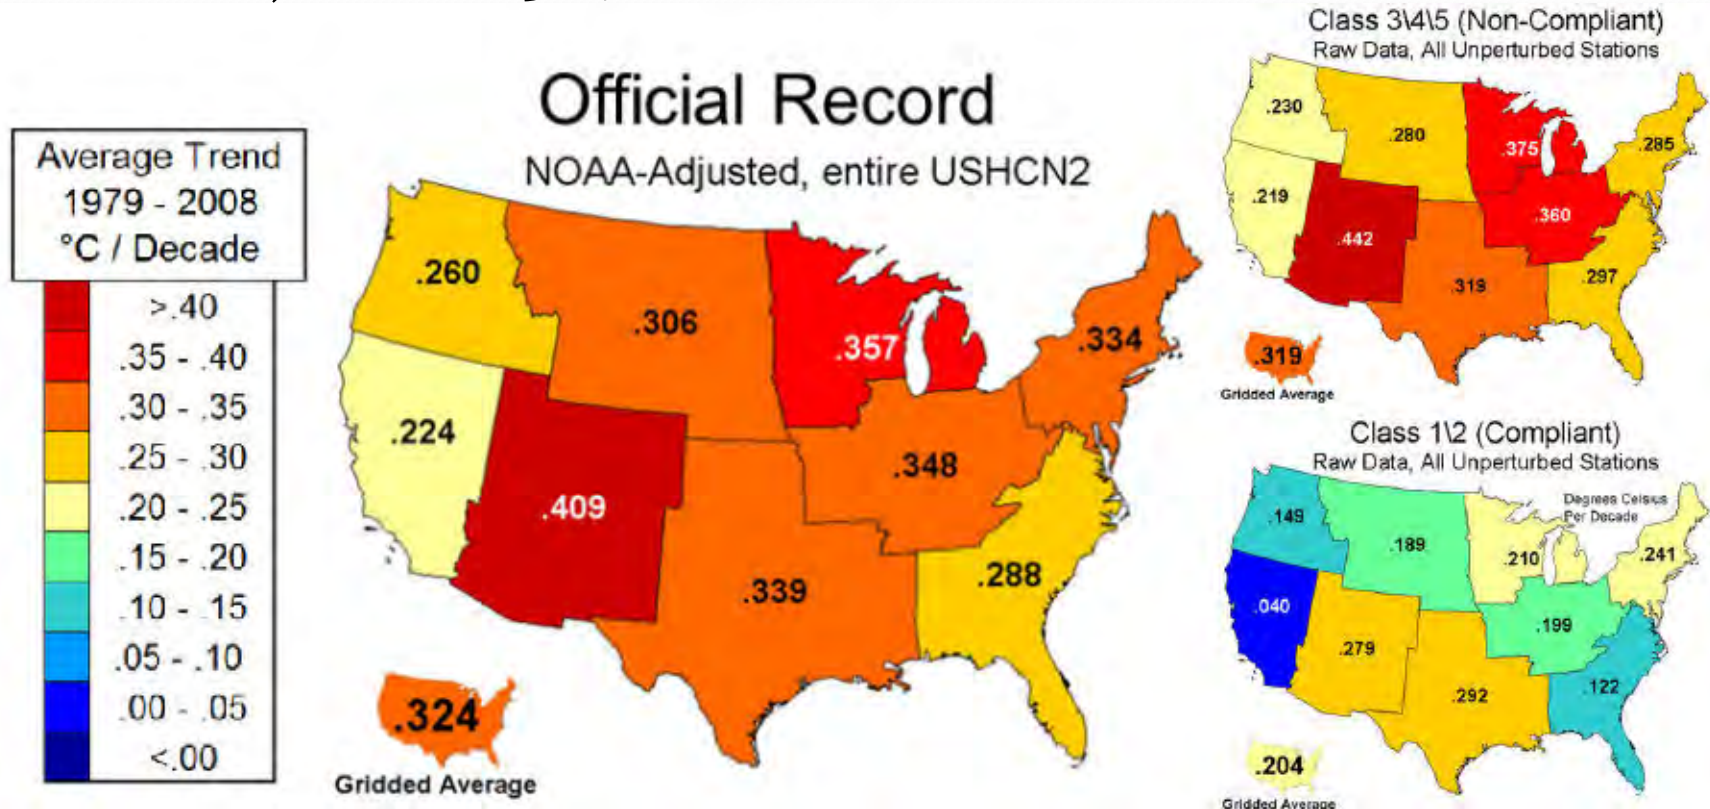 Official Record
NOAA-Adjusted, entire USHCN2
Average Trend
1979 - 2008
°C / Decade
>.40
.35 - .40
.30 - .35
.25 - .30
.20 - .25
.15 - .20
.10 - .15
.05 - .10
.00 - .05
<.00
.260
.306
.357
.334
.224
.409
.348
.339
.288
.324
Gridded Average
Class 3\4\5 (Non-Compliant)
Raw Data, All Unperturbed Stations
.230
.280
.375
.285
.219
.442
.360
.319
.297
.319
Gridded Average
Class 1\2 (Compliant)
Raw Data, All Unperturbed Stations
Degrees Celsius
Per Decade
.149
.189
.210
.241
.040
.279
.199
.292
.122
.204
Gridded Average